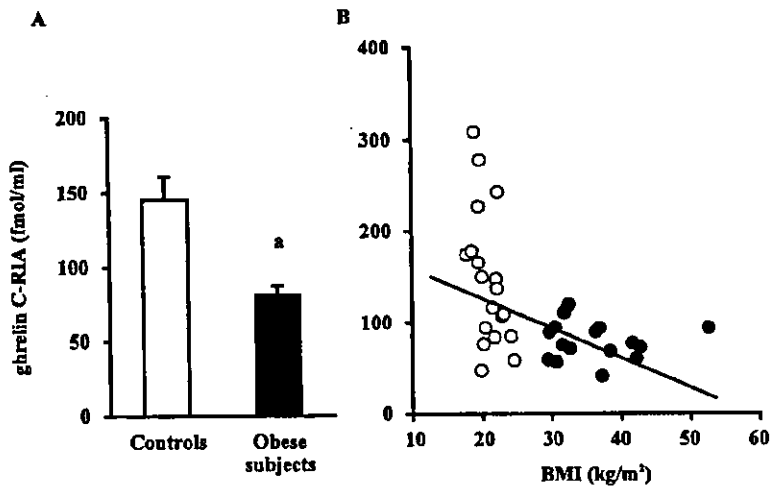 A
B
ghrelin C-RIA (fmol/ml)
200
150
100
50
0
a
Controls
Obese
subjects
400
300
200
100
0
10 20 30 40 50 60
BMI (kg/m²)